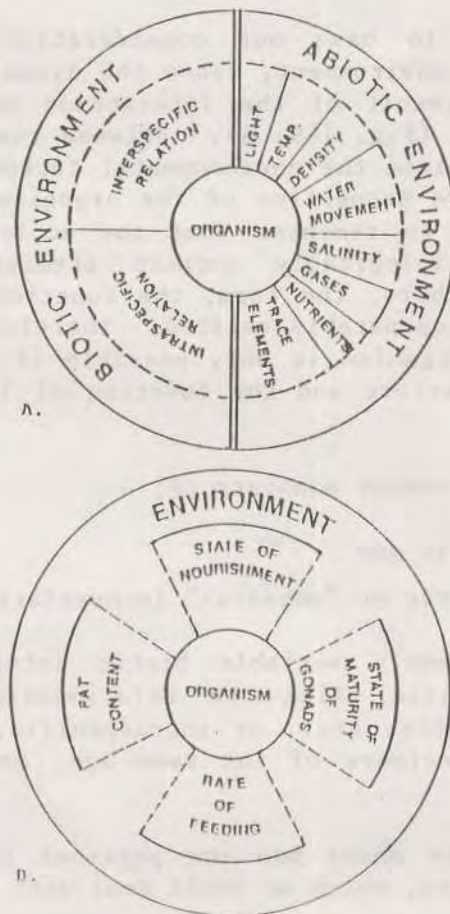 BIOTIC ENVIRONMENT
ABIOTIC ENVIRONMENT
INTERSPECIFIC
RELATION
INTRASPECIFIC
RELATION
ORGANISM
LIGHT
TEMP.
DENSITY
WATER
MOVEMENT
SALINITY
GASES
NUTRIENTS
TRACE
ELEMENTS
A.
ENVIRONMENT
STATE OF
NOURISHMENT
FAT
CONTENT
ORGANISM
STATE OF
MATURITY
OF
GONADS
RATE
OF
FEEDING